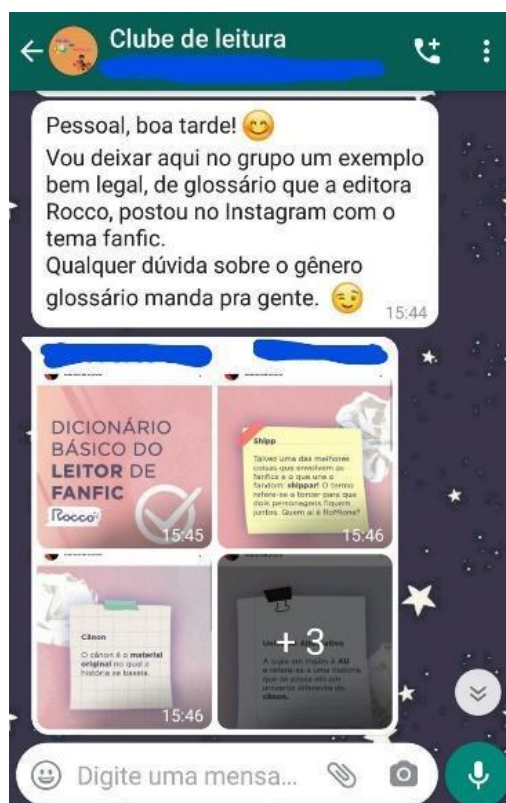 Clube de leitura
Pessoal, boa tarde!
Vou deixar aqui no grupo um exemplo
bem legal, de glossário que a editora
Rocco, postou no Instagram com o
tema fanfic.
Qualquer dúvida sobre o gênero
glossário manda pra gente.
15:44
DICIONÁRIO
BÁSICO DO
LEITOR DE
FANFIC
Rocco
15:45
Shipp
Talvez uma das melhores
coisas que envolvem as
fanfics e o que une o
fandom: shippar! O termo
refere-se a torcer para que
dois personagens fiquem
juntos. Quem aí é RoMione?
15:46
Cânon
O cânon é o material
original no qual a
história se baseia.
15:46
+ 3
A sigla em inglês é AU
e refere-se a uma história
que se passa em um
universo diferente do
cânon.
Digite uma mensa...